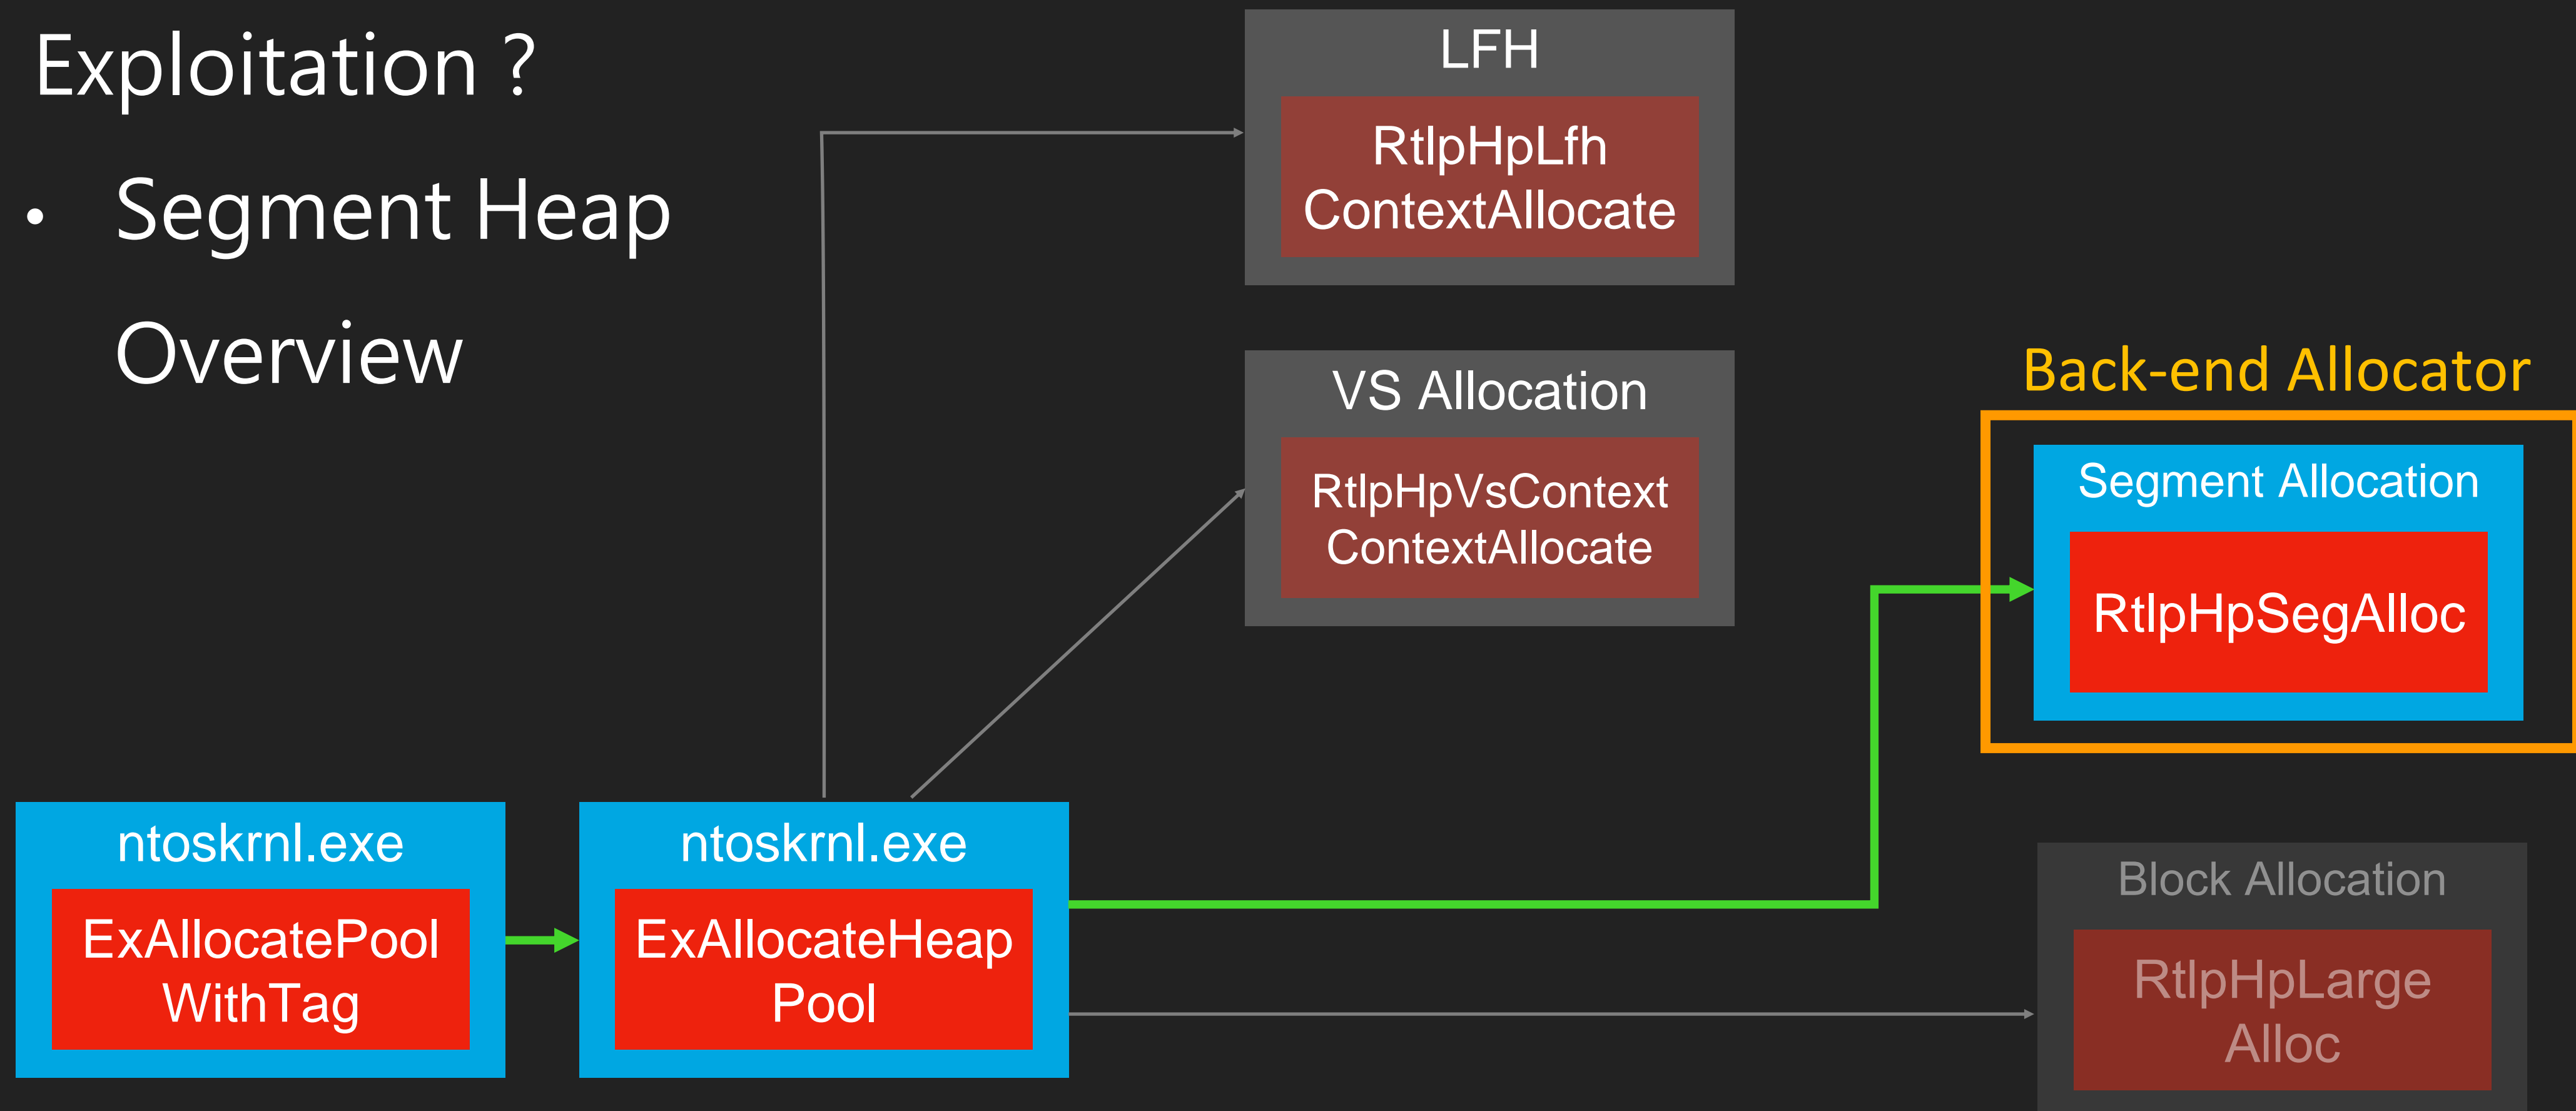 Exploitation ?
• Segment Heap
Overview
LFH
RtlpHpLfh
ContextAllocate
VS Allocation
RtlpHpVsContext
ContextAllocate
Back-end Allocator
Segment Allocation
RtlpHpSegAlloc
ntoskrnl.exe
ExAllocatePool
WithTag
ntoskrnl.exe
ExAllocateHeap
Pool
Block Allocation
RtlpHpLarge
Alloc